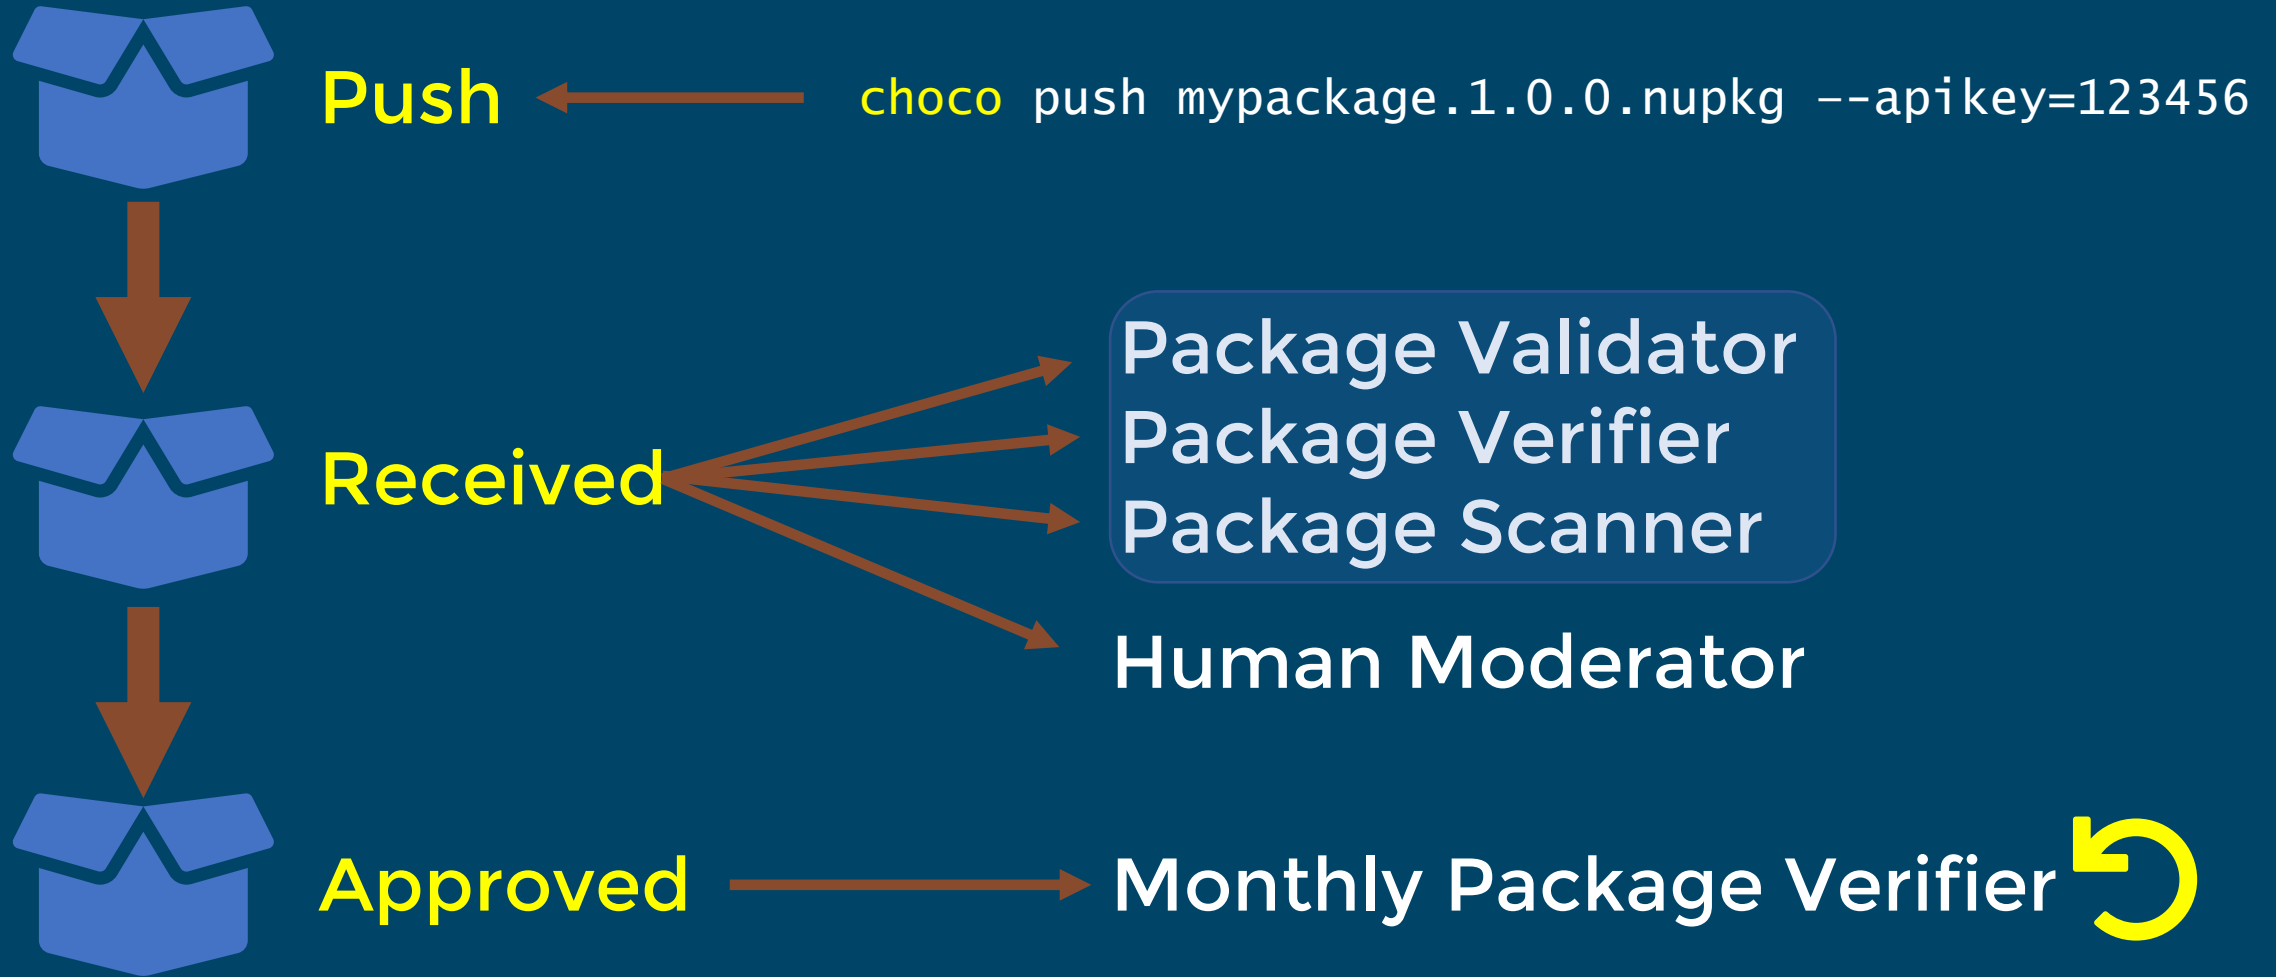 Push
choco push mypackage.1.0.0.nupkg --apikey=123456
Received
Package Validator
Package Verifier
Package Scanner
Human Moderator
Approved
Monthly Package Verifier